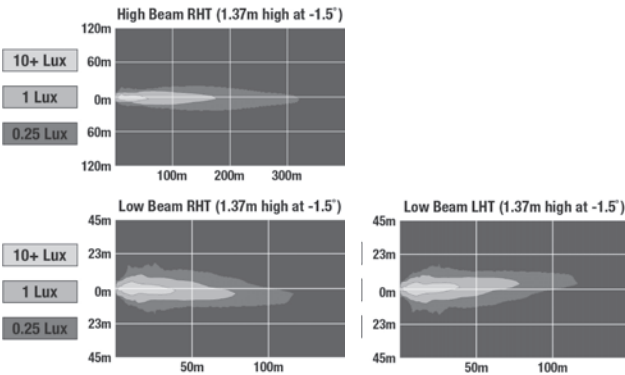 High Beam RHT (1.37m high at -1.5˚)
120m
10+ Lux
60m
1 Lux
0m
0.25 Lux
60m
120m
100m 200m 300m
Low Beam RHT (1.37m high at -1.5˚)
45m
10+ Lux
23m
1 Lux
0m
0.25 Lux
23m
45m
50m 100m
Low Beam LHT (1.37m high at -1.5˚)
45m
23m
0m
23m
45m
50m 100m